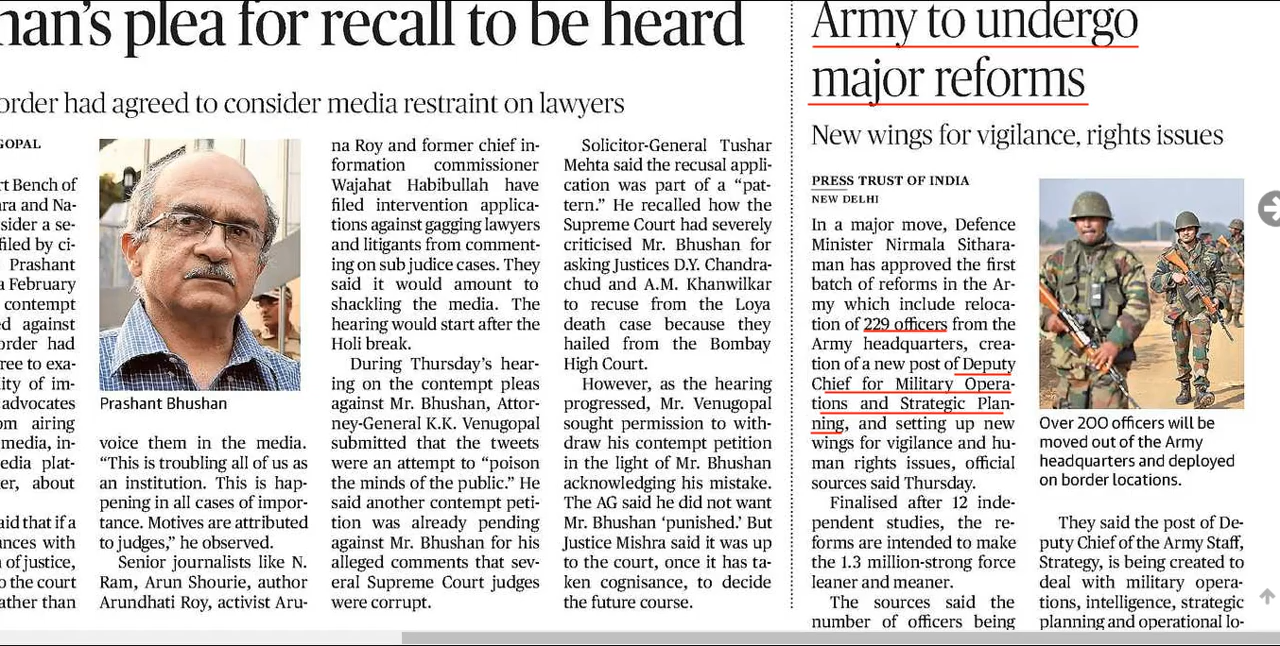 nan's plea for recall to be heard
order had agreed to consider media restraint on lawyers
GOPAL
rt Bench of
ra and Na-
sider a se-
filed by ci-
Prashant
a February
contempt
ed against
order had
ree to exa-
lity of im-
advocates
om airing
media, in-
edia plat-
er, about
aid that if a
nces with
n of justice,
o the court
ather than
Prashant Bhushan
voice them in the media.
“This is troubling all of us as
an institution. This is hap-
pening in all cases of impor-
tance. Motives are attributed
to judges,” he observed.
Senior journalists like N.
Ram, Arun Shourie, author
Arundhati Roy, activist Aru-
na Roy and former chief in-
formation commissioner
Wajahat Habibullah have
filed intervention applica-
tions against gagging lawyers
and litigants from comment-
ing on sub judice cases. They
said it would amount to
shackling the media. The
hearing would start after the
Holi break.
During Thursday’s hear-
ing on the contempt pleas
against Mr. Bhushan, Attor-
ney-General K.K. Venugopal
submitted that the tweets
were an attempt to “poison
the minds of the public.” He
said another contempt peti-
tion was already pending
against Mr. Bhushan for his
alleged comments that sev-
eral Supreme Court judges
were corrupt.
Solicitor-General Tushar
Mehta said the recusal appli-
cation was part of a “pat-
tern.” He recalled how the
Supreme Court had severely
criticised Mr. Bhushan for
asking Justices D.Y. Chandra-
chud and A.M. Khanwilkar
to recuse from the Loya
death case because they
hailed from the Bombay
High Court.
However, as the hearing
progressed, Mr. Venugopal
sought permission to with-
draw his contempt petition
in the light of Mr. Bhushan
acknowledging his mistake.
The AG said he did not want
Mr. Bhushan ‘punished.’ But
Justice Mishra said it was up
to the court, once it has ta-
ken cognisance, to decide
the future course.
Army to undergo
major reforms
New wings for vigilance, rights issues
PRESS TRUST OF INDIA
NEW DELHI
In a major move, Defence
Minister Nirmala Sithara-
man has approved the first
batch of reforms in the Ar-
my which include reloca-
tion of 229 officers from the
Army headquarters, crea-
tion of a new post of Deputy
Chief for Military Opera-
tions and Strategic Plan-
ning, and setting up new
wings for vigilance and hu-
man rights issues, official
sources said Thursday.
Finalised after 12 inde-
pendent studies, the re-
forms are intended to make
the 1.3 million-strong force
leaner and meaner.
The sources said the
number of officers being
Over 200 officers will be
moved out of the Army
headquarters and deployed
on border locations.
They said the post of De-
puty Chief of the Army Staff,
Strategy, is being created to
deal with military opera-
tions, intelligence, strategic
planning and operational lo-